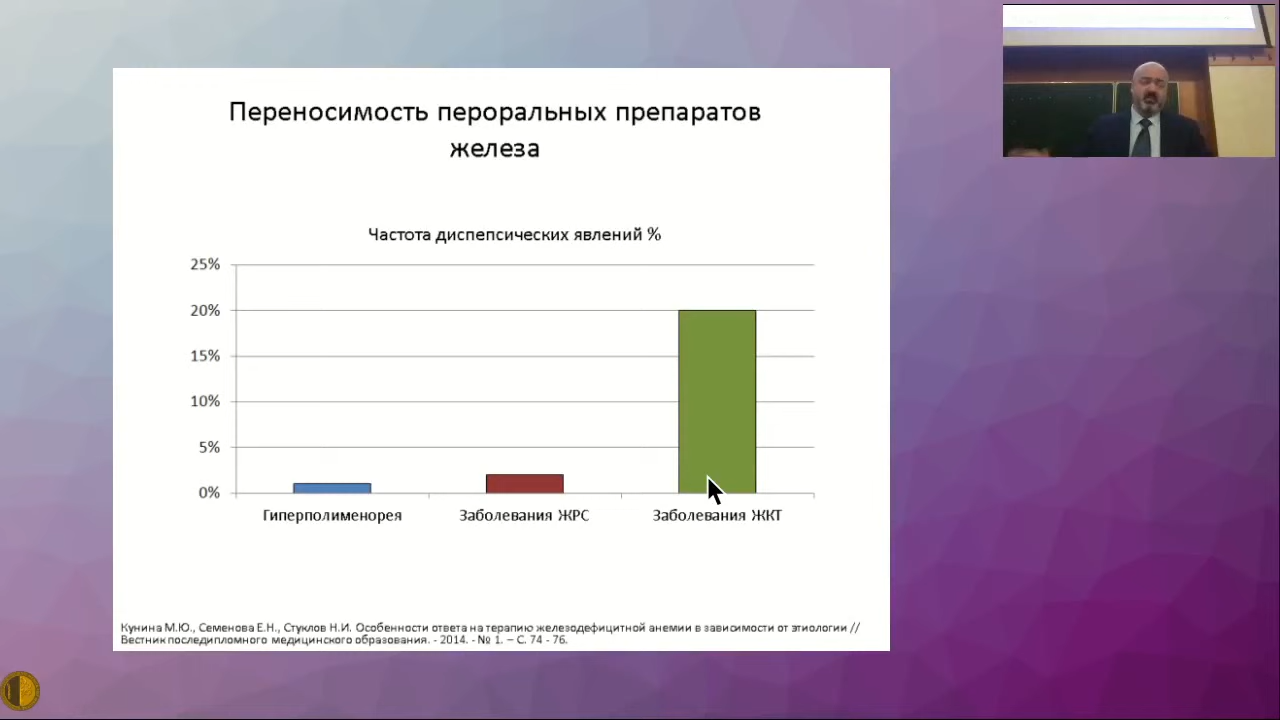 Переносимость пероральных препаратов
железа
Частота диспепсических явлений %
25%
20%
15%
10%
5%
0%
Гиперполименорея
Заболевания ЖРС
Заболевания ЖКТ
Кунина М.Ю., Семенова Е.Н., Стуклов Н.И. Особенности ответа на терапию железодефицитной анемии в зависимости от этиологии //
Вестник последипломного медицинского образования. - 2014. - № 1. – С. 74 - 76.